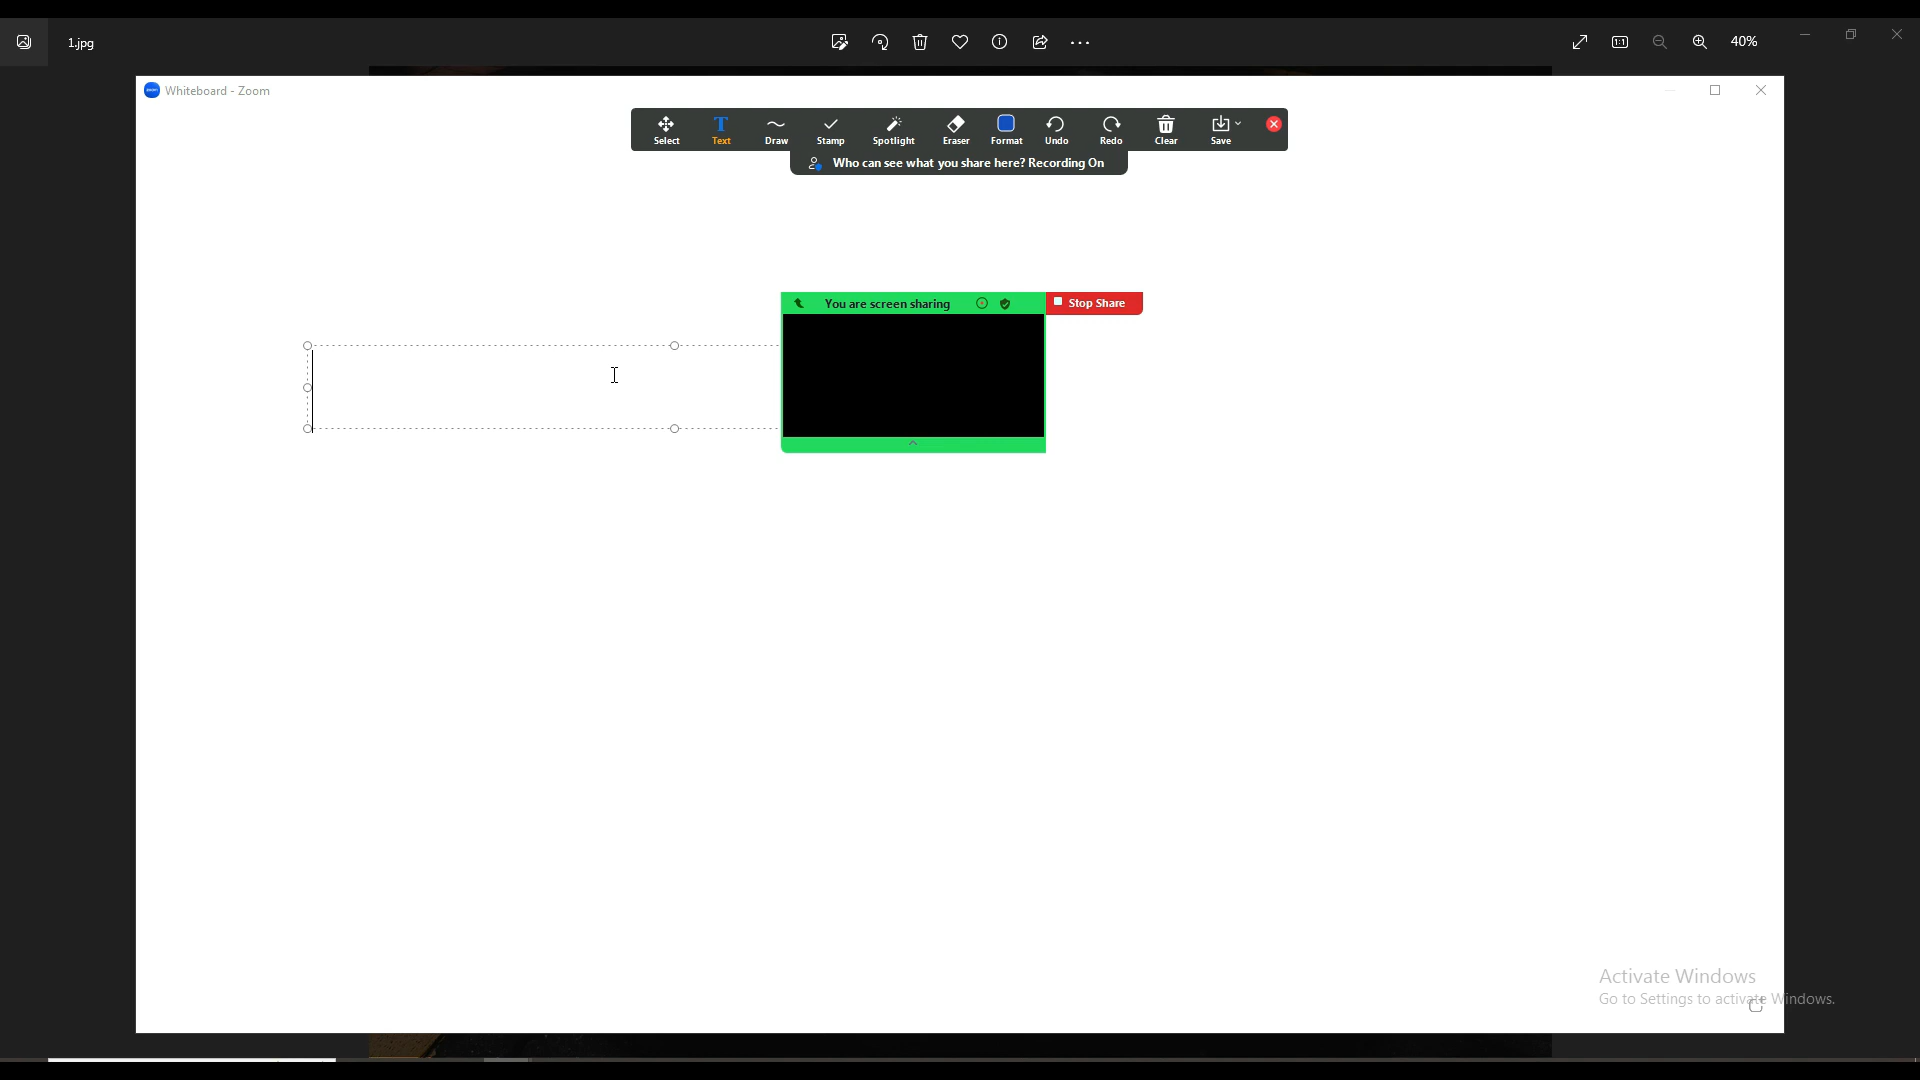 1.jpg
40%
Whiteboard - Zoom
Select Text Draw Stamp Spotlight Eraser Format Undo Redo Clear Save
Who can see what you share here? Recording On
You are screen sharing
Stop Share
Activate Windows
Go to Settings to activate Windows.